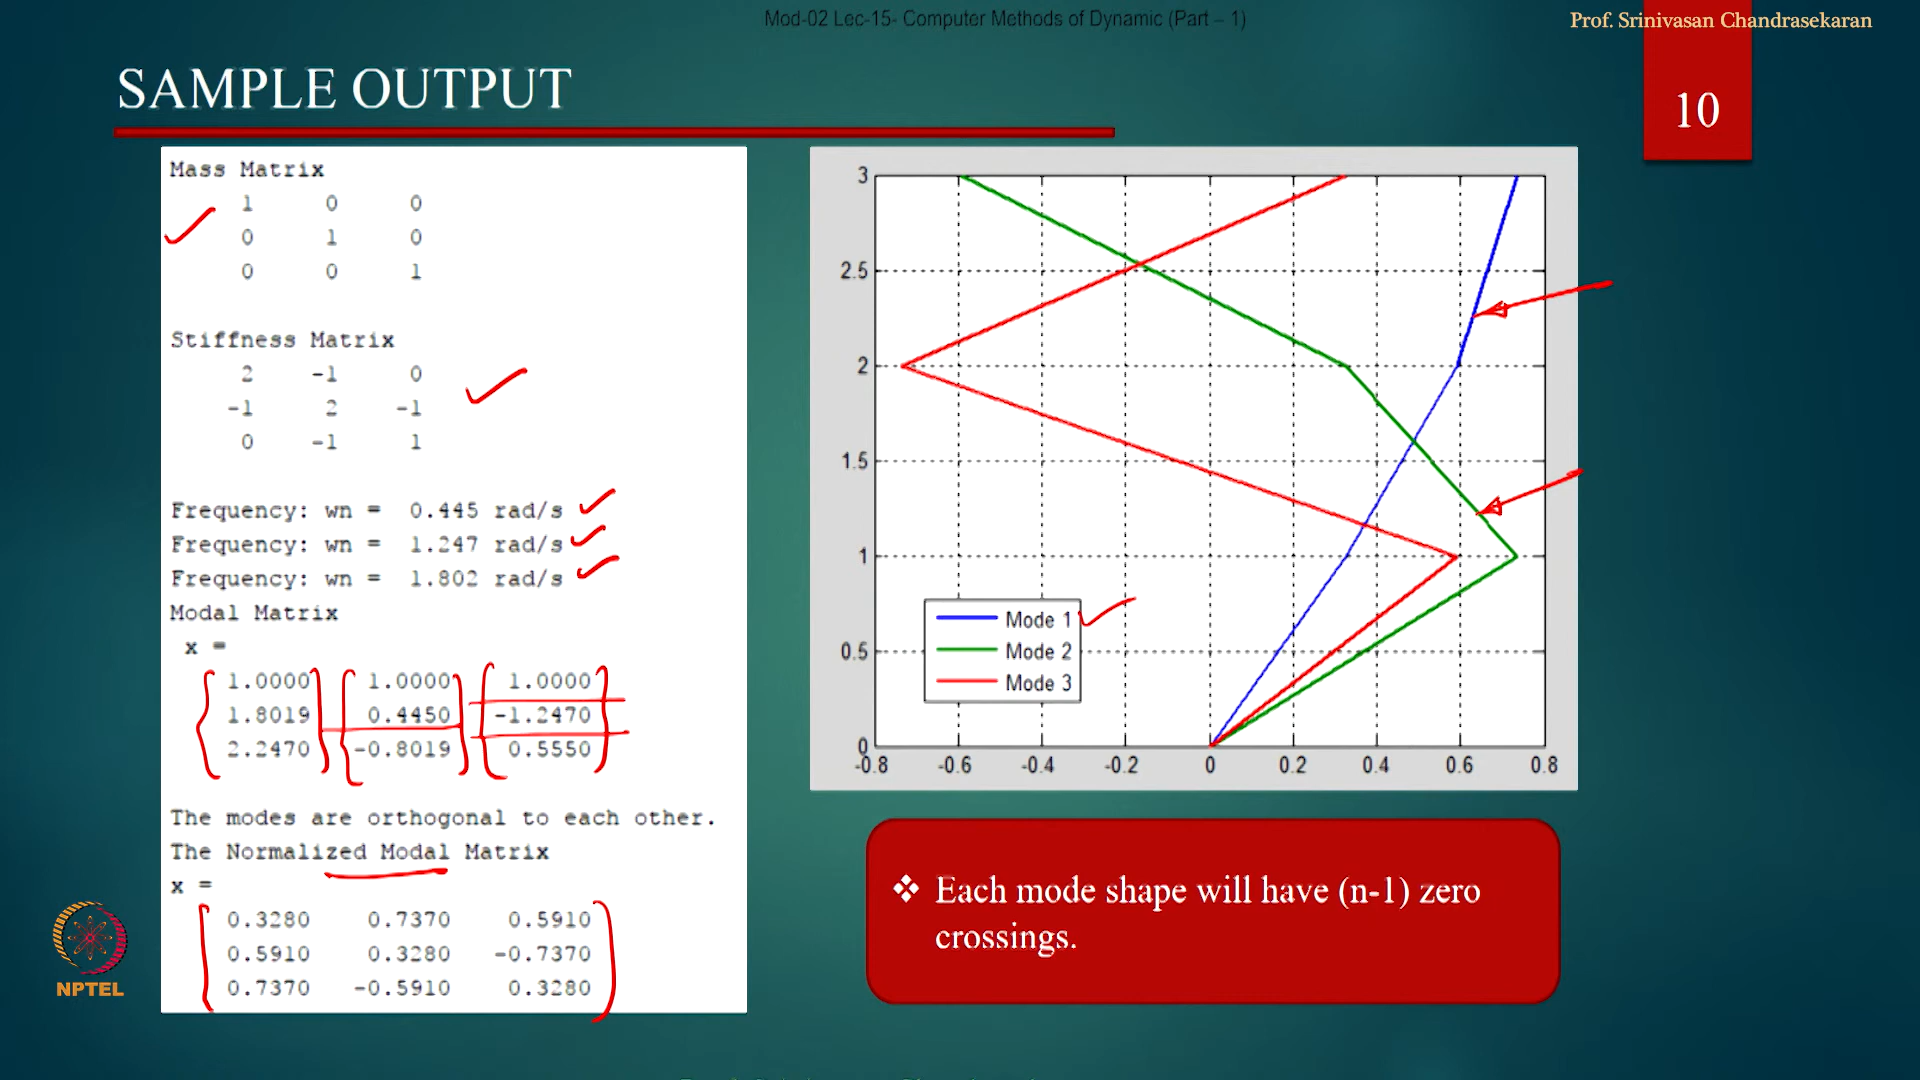 Mod-02 Lec-15- Computer Methods of Dynamic (Part – 1)
Prof. Srinivasan Chandrasekaran
SAMPLE OUTPUT
10
Mass Matrix
1 0 0
0 1 0
0 0 1
Stiffness Matrix
2 -1 0
-1 2 -1
0 -1 1
Frequency: wn = 0.445 rad/s
Frequency: wn = 1.247 rad/s
Frequency: wn = 1.802 rad/s
Modal Matrix
x =
1.0000 1.0000 1.0000
1.8019 0.4450 -1.2470
2.2470 -0.8019 0.5550
The modes are orthogonal to each other.
The Normalized Modal Matrix
x =
0.3280 0.7370 0.5910
0.5910 0.3280 -0.7370
0.7370 -0.5910 0.3280
3
2.5
2
1.5
1
0.5
0
-0.8 -0.6 -0.4 -0.2 0 0.2 0.4 0.6 0.8
Mode 1
Mode 2
Mode 3
❖ Each mode shape will have (n-1) zero
crossings.
NPTEL